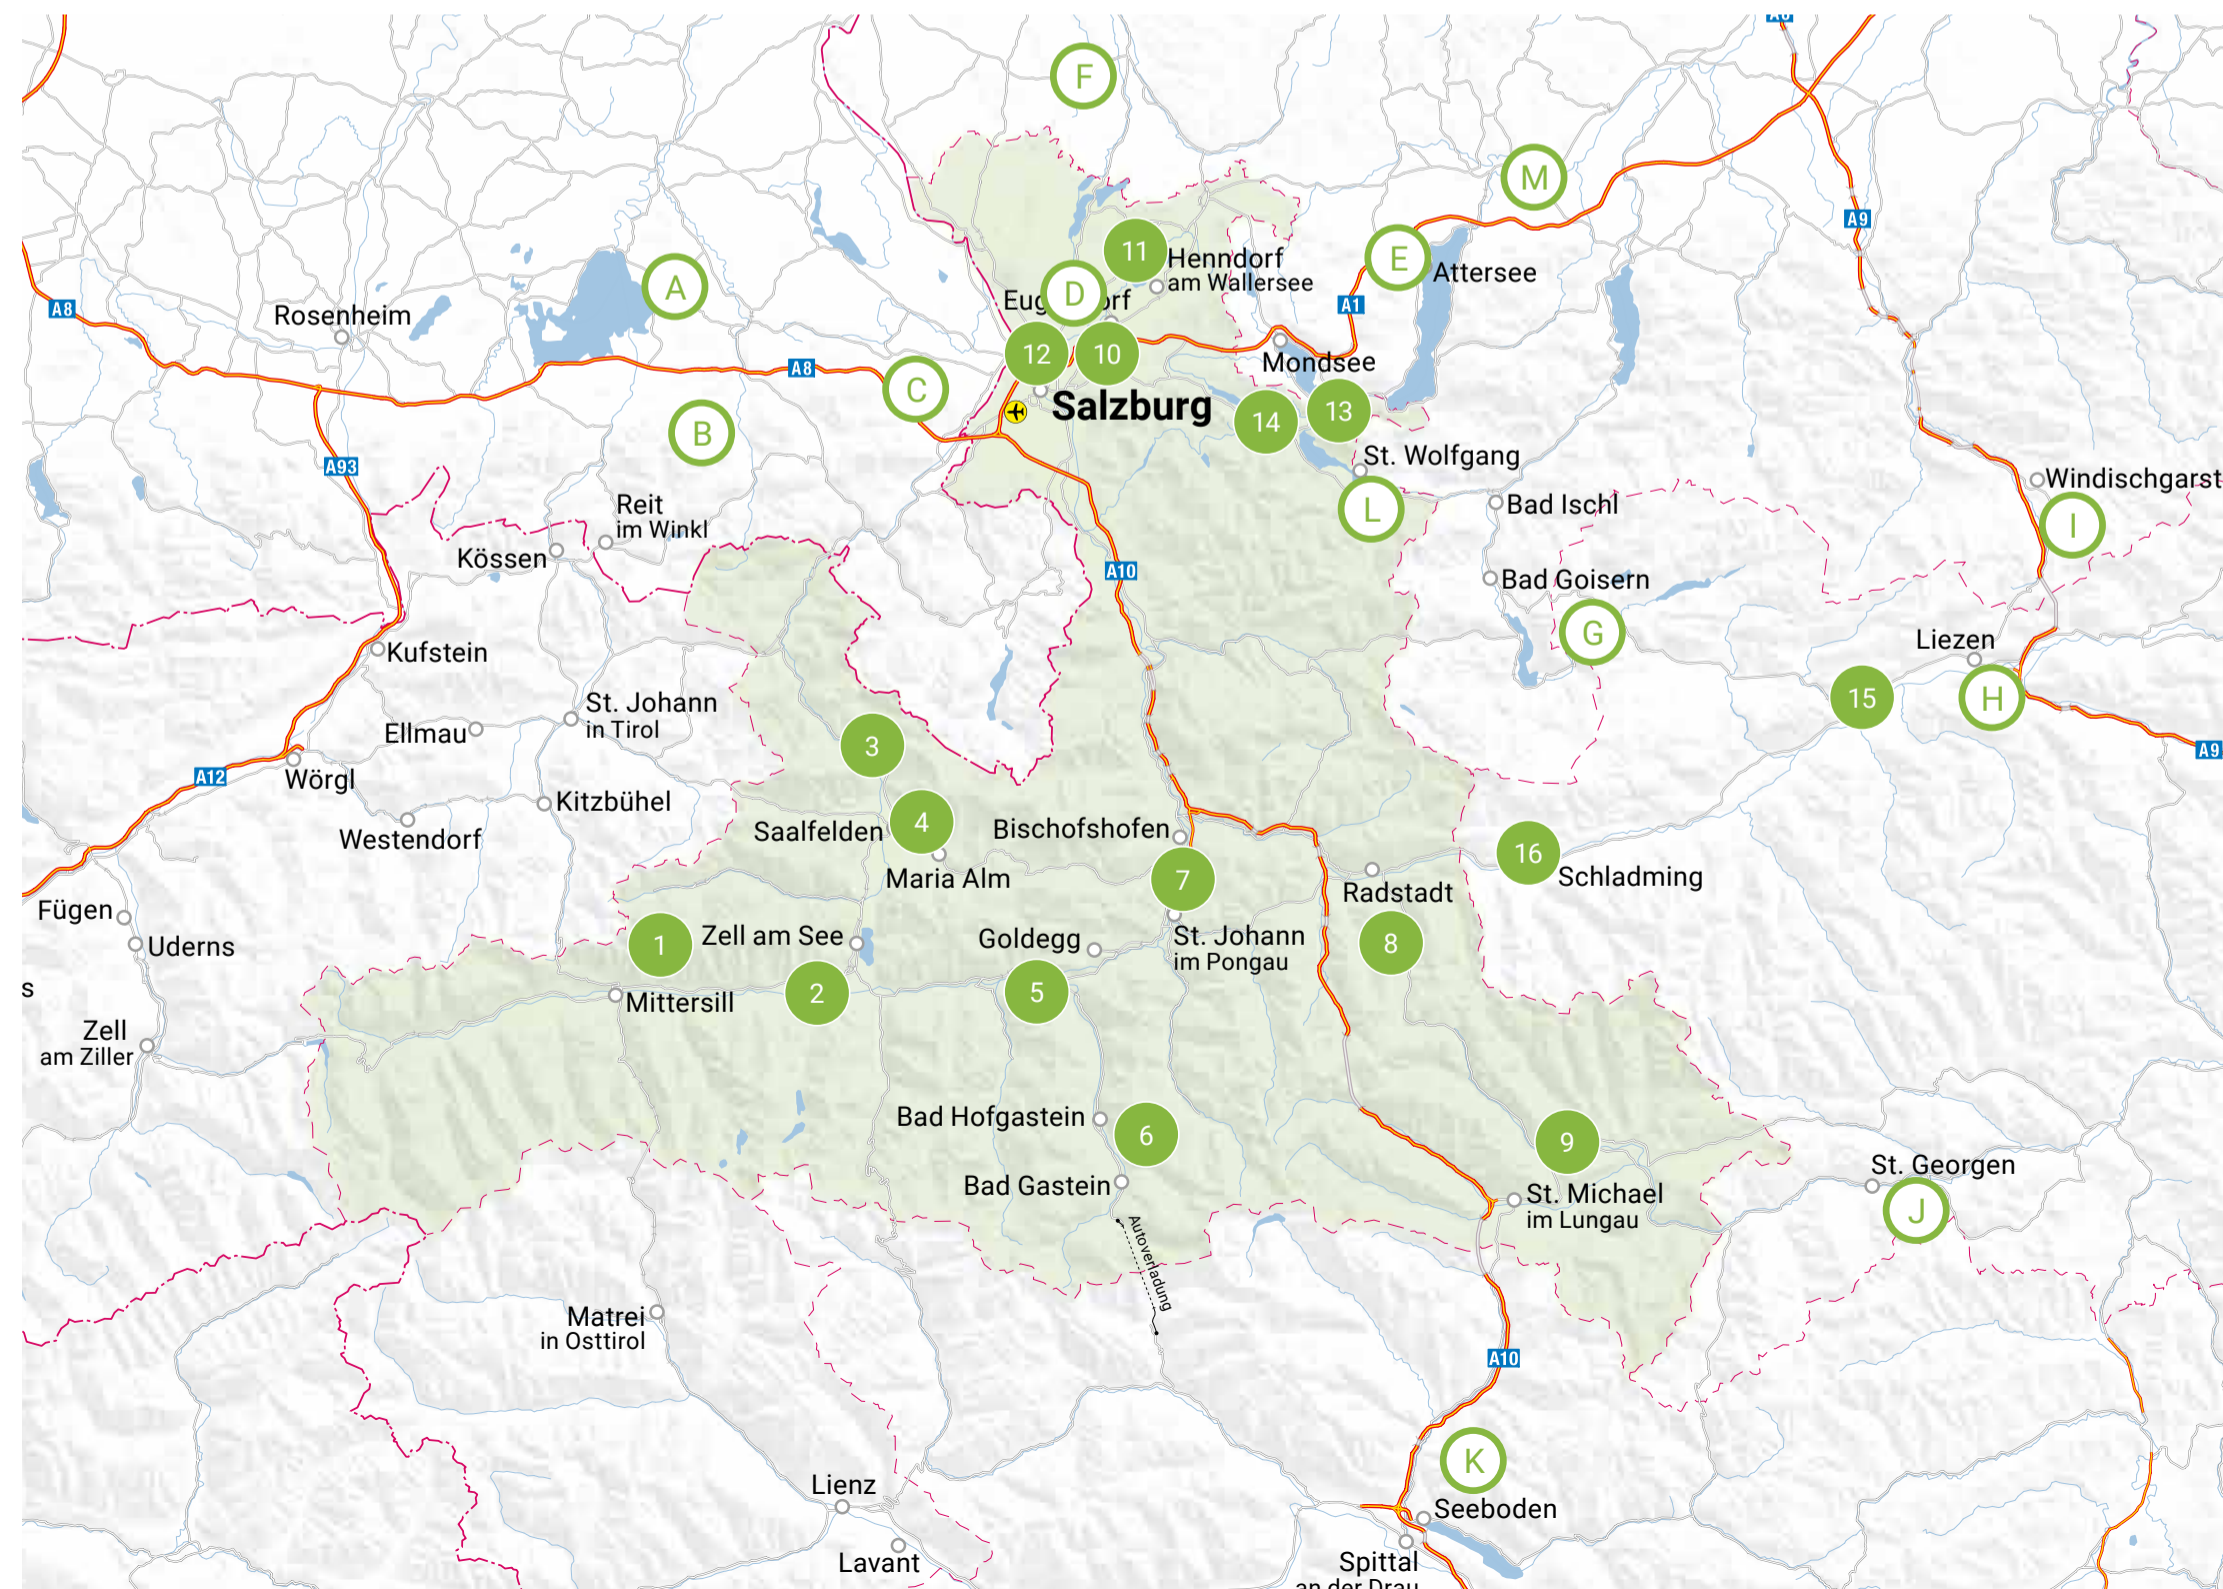 A8
F
M
A9
11
Henndorf
am Wallersee
E
Attersee
A
D
A8
Rosenheim
A1
12
10
Mondsee
A8
C
Salzburg
14
13
B
A93
St. Wolfgang
Windischgarst
Reit
im Winkl
L
Bad Ischl
I
Kössen
A10
Bad Goisern
G
Kufstein
Liezen
15
H
St. Johann
in Tirol
Ellmau
3
A9
A12
Wörgl
Kitzbühel
Westendorf
Saalfelden
4
Bischofshofen
Maria Alm
7
16
Schladming
Radstadt
Fügen
Uderns
1
Zell am See
Goldegg
St. Johann
im Pongau
8
s
Mittersill
2
5
Zell
am Ziller
Bad Hofgastein
6
9
Bad Gastein
St. Georgen
St. Michael
im Lungau
J
Autoverladung
Matrei
in Osttirol
A10
K
Lienz
Seeboden
Lavant
Spittal
an der Drau